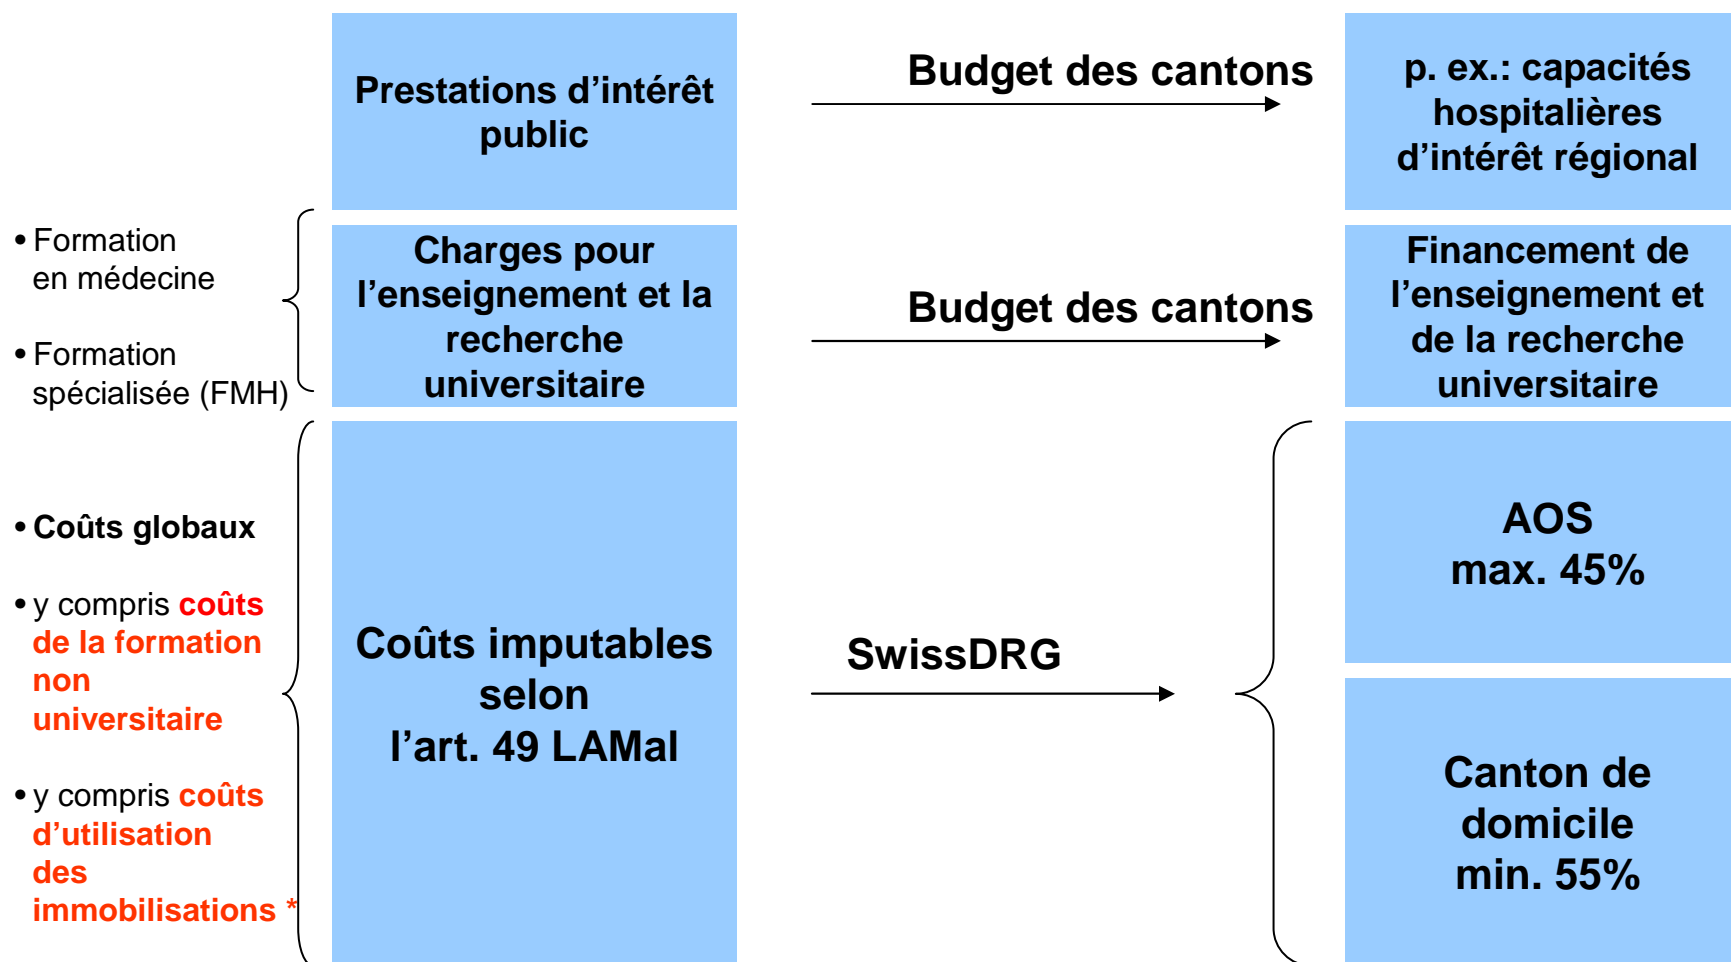 Prestations d’intérêt
public
Budget des cantons
p. ex.: capacités
hospitalières
d’intérêt régional
• Formation
en médecine
• Formation
spécialisée (FMH)
Charges pour
l’enseignement et la
recherche
universitaire
Budget des cantons
Financement de
l’enseignement et
de la recherche
universitaire
• Coûts globaux
• y compris coûts
de la formation
non
universitaire
• y compris coûts
d’utilisation
des
immobilisations *
Coûts imputables
selon
l’art. 49 LAMal
SwissDRG
AOS
max. 45%
Canton de
domicile
min. 55%